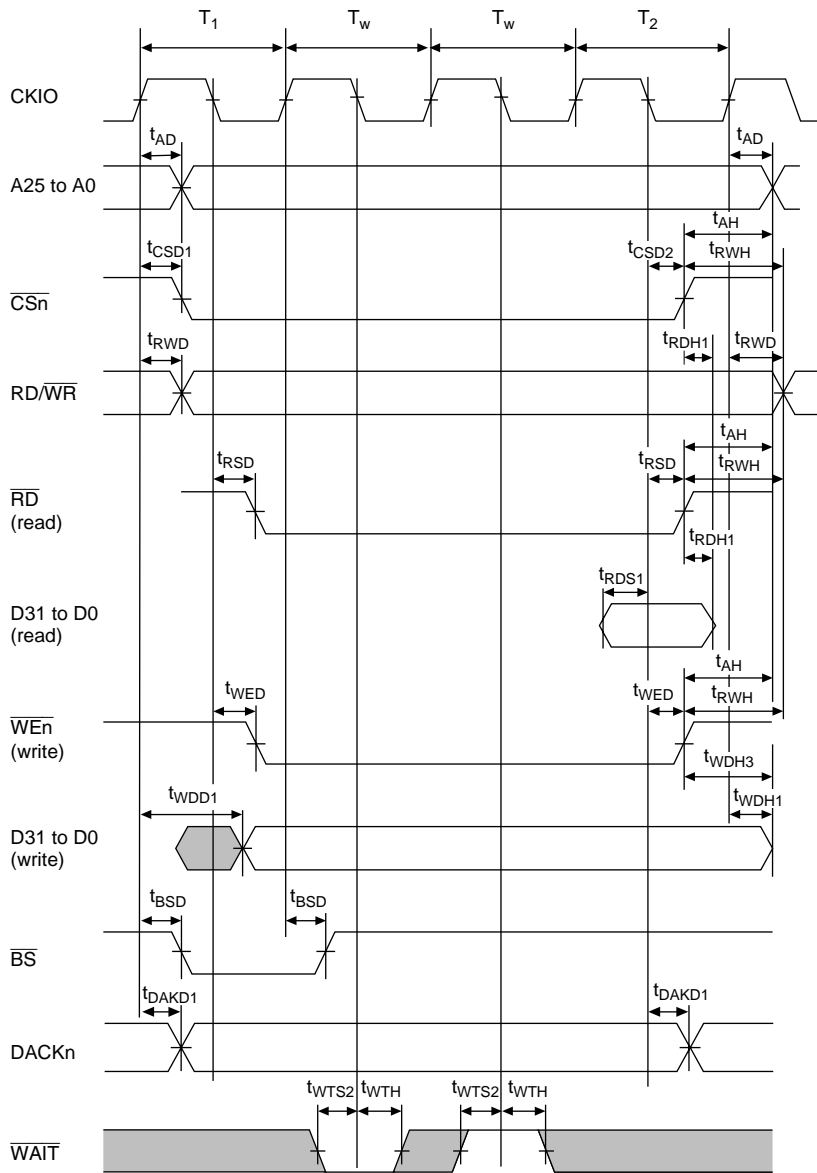 T1 Tw Tw T2
CKIO
tAD tAD
A25 to A0
tAH
tCSD1 tCSD2 tRWH
CSn
tRWD tRDH1 tRWD
RD/WR
tAH
tRSD tRSD tRWH
RD
(read)
tRDH1
tRDS1
D31 to D0
(read)
tAH
tWED tWED tRWH
WEn
(write)
tWDH3
tWDD1 tWDH1
D31 to D0
(write)
tBSD tBSD
BS
tDAKD1 tDAKD1
DACKn
tWTS2 tWTH tWTS2 tWTH
WAIT